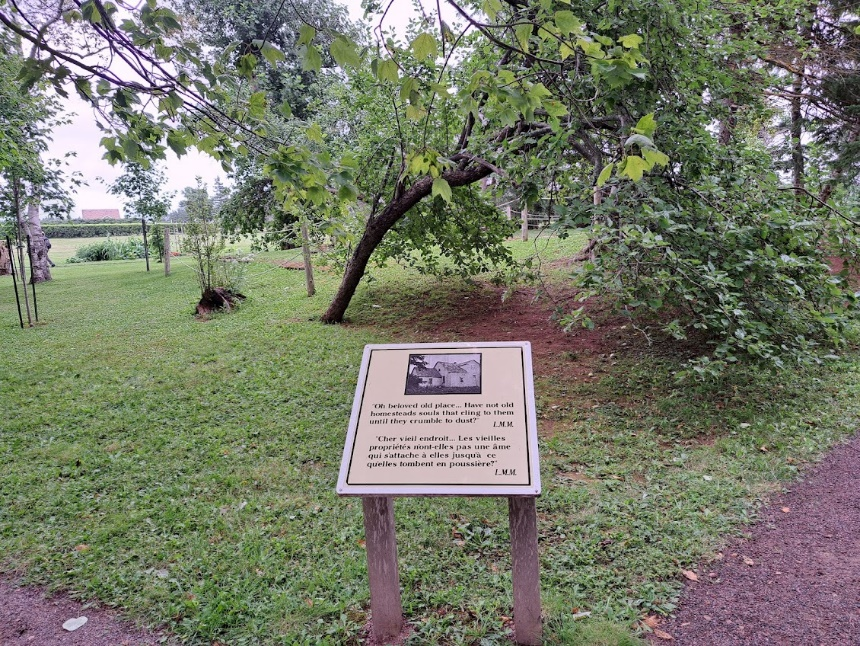 "Oh beloved old place... Have not old
homesteads souls that cling to them
until they crumble to dust?"
L.M.M.
"Cher vieil endroit... Les vieilles
propriétés n'ont-elles pas une âme
qui s'attache à elles jusqu'à ce
qu'elles tombent en poussière?"
L.M.M.